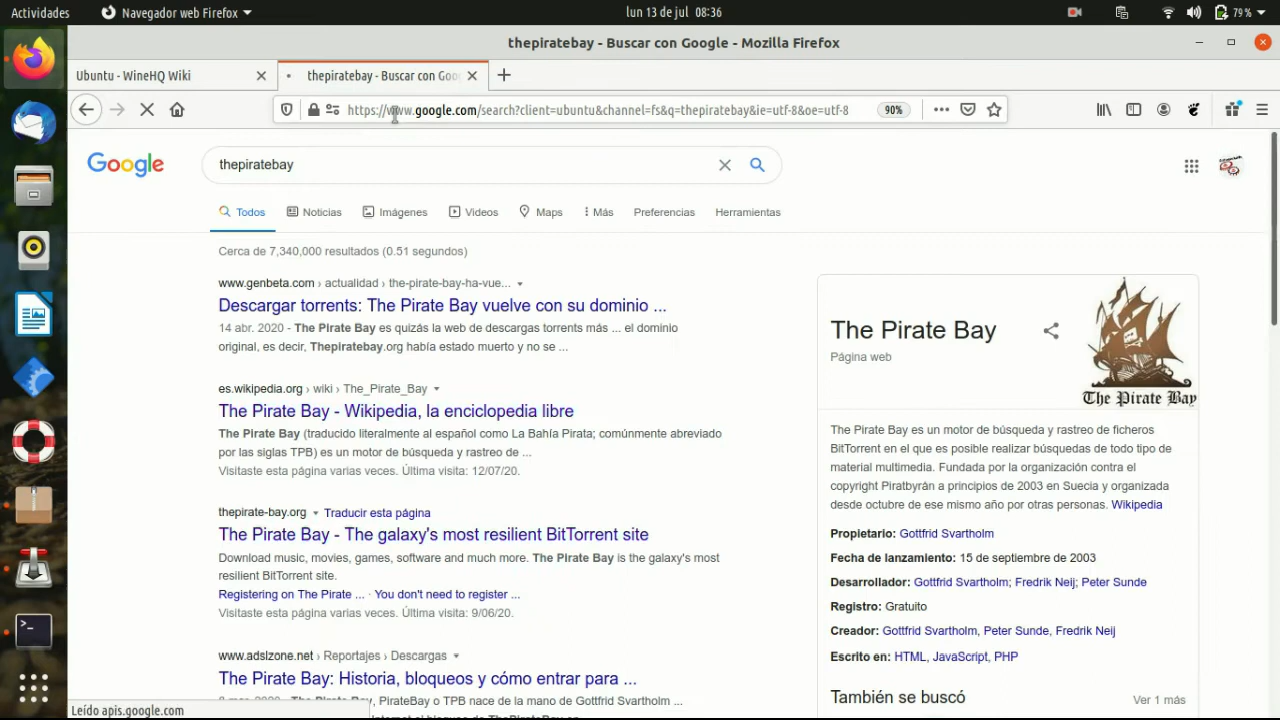 Actividades
Navegador web Firefox
lun 13 de jul 08:36
79 %
thepiratebay - Buscar con Google - Mozilla Firefox
Ubuntu - WineHQ Wiki
thepiratebay - Buscar con Goo
https://www.google.com/search?client=ubuntu&channel=fs&q=thepiratebay&ie=utf-8&oe=utf-8
90%
Google
thepiratebay
Todos
Noticias
Imágenes
Videos
Maps
Más
Preferencias
Herramientas
Cerca de 7,340,000 resultados (0.51 segundos)
www.genbeta.com › actualidad › the-pirate-bay-ha-vue...
Descargar torrents: The Pirate Bay vuelve con su dominio ...
14 abr. 2020 - The Pirate Bay es quizás la web de descargas torrents más ... el dominio
original, es decir, Thepiratebay.org había estado muerto y no se ...
es.wikipedia.org › wiki › The_Pirate_Bay
The Pirate Bay - Wikipedia, la enciclopedia libre
The Pirate Bay (traducido literalmente al español como La Bahía Pirata; comúnmente abreviado
por las siglas TPB) es un motor de búsqueda y rastreo de ...
Visitaste esta página varias veces. Última visita: 12/07/20.
thepirate-bay.org
Traducir esta página
The Pirate Bay - The galaxy's most resilient BitTorrent site
Download music, movies, games, software and much more. The Pirate Bay is the galaxy's most
resilient BitTorrent site.
Registering on The Pirate ... · You don't need to register ...
Visitaste esta página varias veces. Última visita: 9/06/20.
www.adslzone.net › Reportajes › Descargas
The Pirate Bay: Historia, bloqueos y cómo entrar para ...
8 mar. 2020 - The Pirate Bay, PirateBay o TPB nace de la mano de Gottfrid Svartholm ...
Leído apis.google.com
The Pirate Bay
Página web
The Pirate Bay
The Pirate Bay es un motor de búsqueda y rastreo de ficheros
BitTorrent en el que es posible realizar búsquedas de todo tipo de
material multimedia. Fundada por la organización contra el
copyright Piratbyrån a principios de 2003 en Suecia y organizada
desde octubre de ese mismo año por otras personas. Wikipedia
Propietario: Gottfrid Svartholm
Fecha de lanzamiento: 15 de septiembre de 2003
Desarrollador: Gottfrid Svartholm; Fredrik Neij; Peter Sunde
Registro: Gratuito
Creador: Gottfrid Svartholm, Peter Sunde, Fredrik Neij
Escrito en: HTML, JavaScript, PHP
También se buscó
Ver 1 más